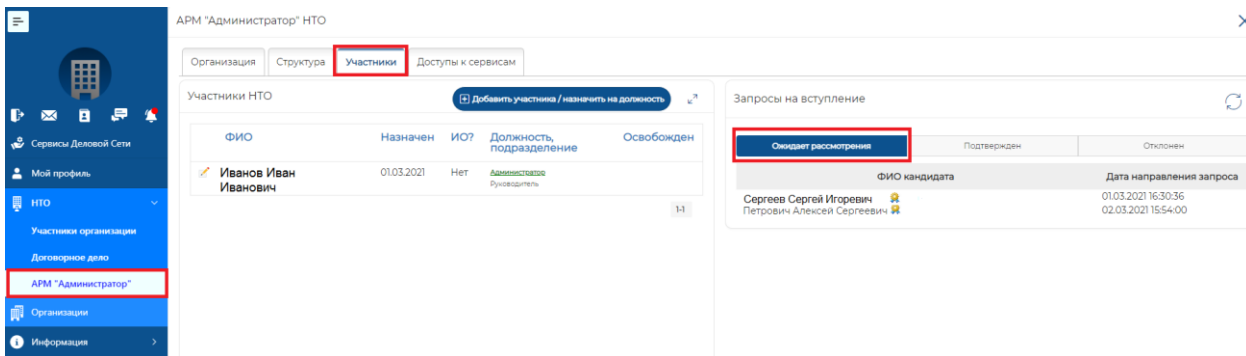 АРМ "Администратор" НТО
Организация
Структура
Участники
Доступы к сервисам
Участники НТО
Добавить участника / назначить на должность
ФИО
Назначен
ИО?
Должность,
подразделение
Освобожден
Иванов Иван
Иванович
01.03.2021
Нет
Администратор
Руководитель
1-1
Запросы на вступление
Ожидает рассмотрения
Подтвержден
Отклонен
ФИО кандидата
Дата направления запроса
Сергеев Сергей Игоревич
01.03.2021 16:30:36
Петрович Алексей Сергеевич
02.03.2021 15:54:00
Сервисы Деловой Сети
Мой профиль
НТО
Участники организации
Договорное дело
АРМ "Администратор"
Организации
Информация